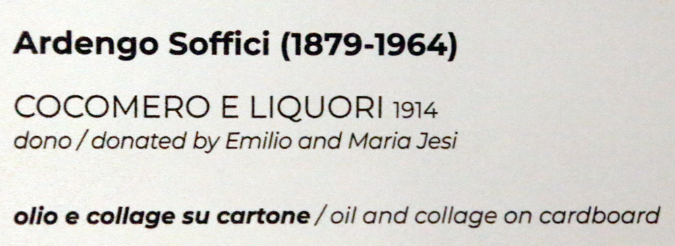 Ardengo Soffici (1879-1964)
COCOMERO E LIQUORI 1914
dono / donated by Emilio and Maria Jesi
olio e collage su cartone / oil and collage on cardboard